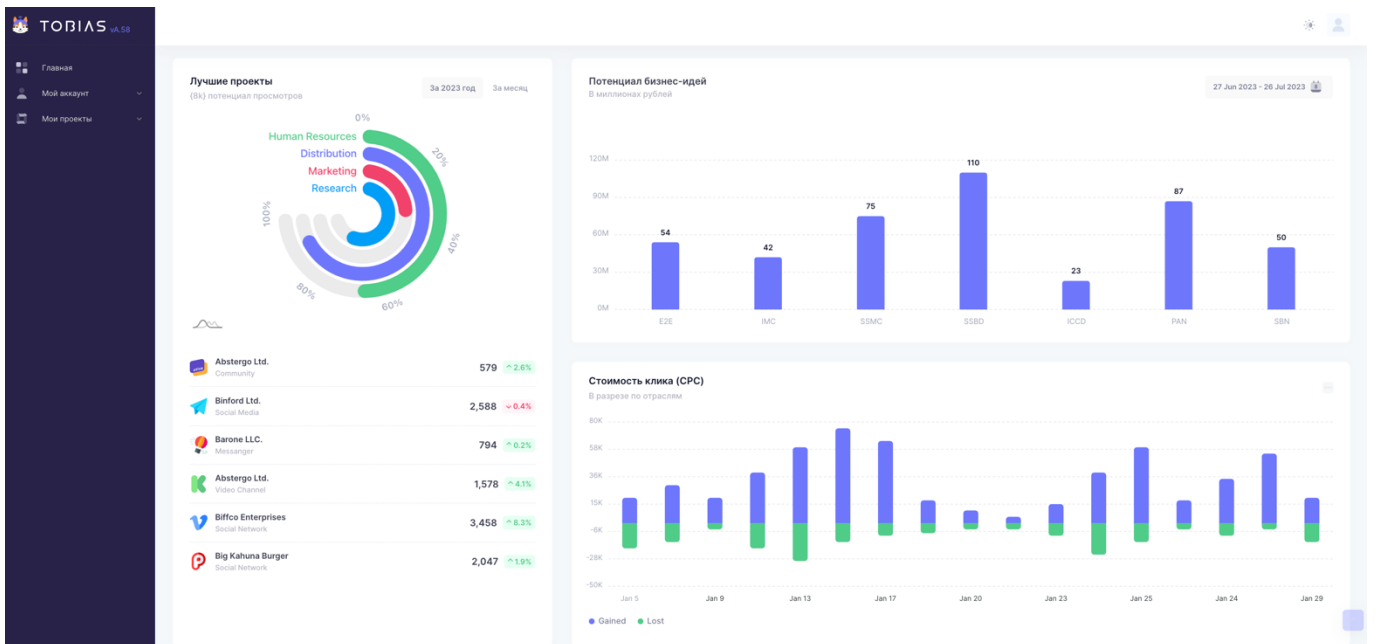 TOBIAS vA.58
Главная
Мой аккаунт
Мои проекты
Лучшие проекты
(8k) потенциал просмотров
За 2023 год
За месяц
0%
20%
40%
60%
80%
100%
Human Resources
Distribution
Marketing
Research
Abstergo Ltd.
Community
579
2.6%
Binford Ltd.
Social Media
2,588
0.4%
Barone LLC.
Messanger
794
0.2%
Abstergo Ltd.
Video Channel
1,578
4.1%
Biffco Enterprises
Social Network
3,458
8.3%
Big Kahuna Burger
Social Network
2,047
1.9%
Потенциал бизнес-идей
В миллионах рублей
27 Jun 2023 - 26 Jul 2023
120M
90M
60M
30M
0M
54
42
75
110
23
87
50
E2E
IMC
SSMC
SSBD
ICCD
PAN
SBN
Стоимость клика (CPC)
В разрезе по отраслям
80K
58K
36K
15K
-6K
-28K
-50K
Jan 5
Jan 9
Jan 13
Jan 17
Jan 20
Jan 23
Jan 25
Jan 24
Jan 29
Gained
Lost